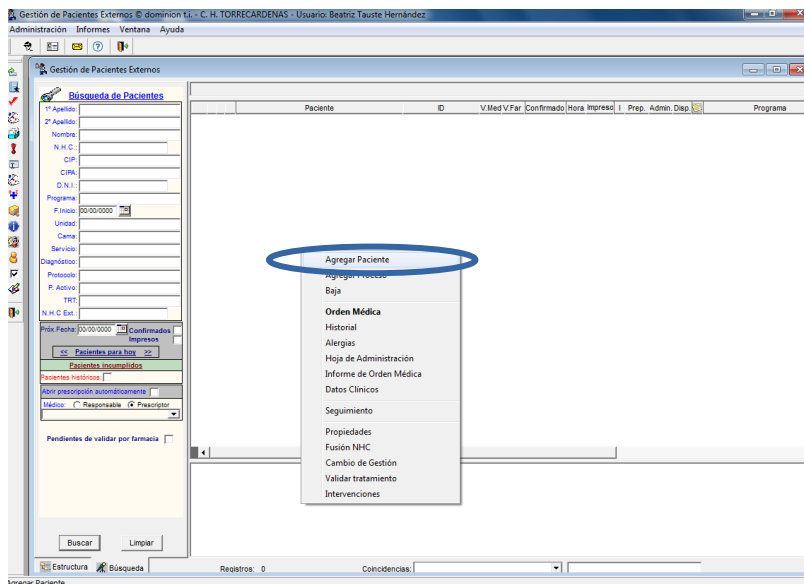 Gestión de Pacientes Externos © dominion t.i. - C. H. TORRECARDENAS - Usuario: Beatriz Tauste Hernández
Administración Informes Ventana Ayuda
Gestión de Pacientes Externos
Búsqueda de Pacientes
1º Apellido:
2º Apellido:
Nombre:
N.H.C.:
CIP:
CIPA:
D.N.I.:
Programa:
F.Inicio: 00/00/0000
Unidad:
Cama:
Servicio:
Diagnóstico:
Protocolo:
P. Activo:
TRT:
N.H.C Ext.:
Próx.Fecha: 00/00/0000 Confirmados
Impresos
<< Pacientes para hoy >>
Pacientes incumplidos
Pacientes históricos:
Abrir prescripción automáticamente
Médico: Responsable Prescriptor
Pendientes de validar por farmacia
Buscar Limpiar
Estructura Búsqueda
Paciente ID V.Med V.Far Confirmado Hora Impreso I Prep. Admin. Disp. Programa
Agregar Paciente
Agregar Proceso
Baja
Orden Médica
Historial
Alergias
Hoja de Administración
Informe de Orden Médica
Datos Clínicos
Seguimiento
Propiedades
Fusión NHC
Cambio de Gestión
Validar tratamiento
Intervenciones
Registros: 0 Coincidencias:
Agregar Paciente